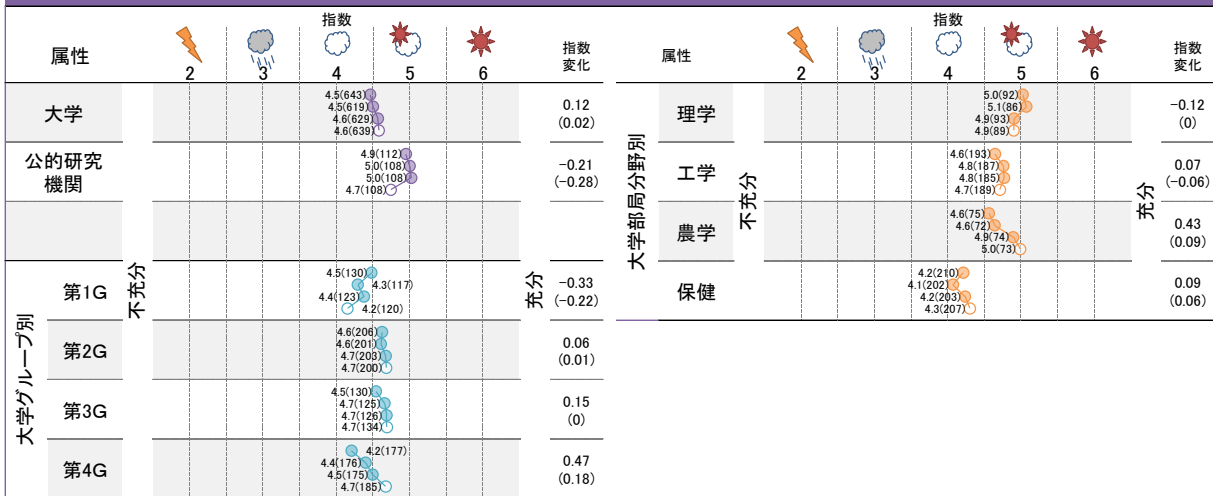 指数
属性
2 3 4 5 6
指数
変化
大学
4.5(643)
4.5(619)
4.6(629)
4.6(639)
0.12
(0.02)
公的研究
機関
4.9(112)
5.0(108)
5.0(108)
4.7(108)
-0.21
(-0.28)
不充分
充分
大学グループ別
第1G
4.5(130)
4.3(117)
4.4(123)
4.2(120)
-0.33
(-0.22)
第2G
4.6(206)
4.6(201)
4.7(203)
4.7(200)
0.06
(0.01)
第3G
4.5(130)
4.7(125)
4.7(126)
4.7(134)
0.15
(0)
第4G
4.2(177)
4.4(176)
4.5(175)
4.7(185)
0.47
(0.18)
指数
属性
2 3 4 5 6
指数
変化
大学部局分野別
不充分
充分
理学
5.0(92)
5.1(86)
4.9(93)
4.9(89)
-0.12
(0)
工学
4.6(193)
4.8(187)
4.8(185)
4.7(189)
0.07
(-0.06)
農学
4.6(75)
4.6(72)
4.9(74)
5.0(73)
0.43
(0.09)
保健
4.2(210)
4.1(202)
4.2(203)
4.3(207)
0.09
(0.06)